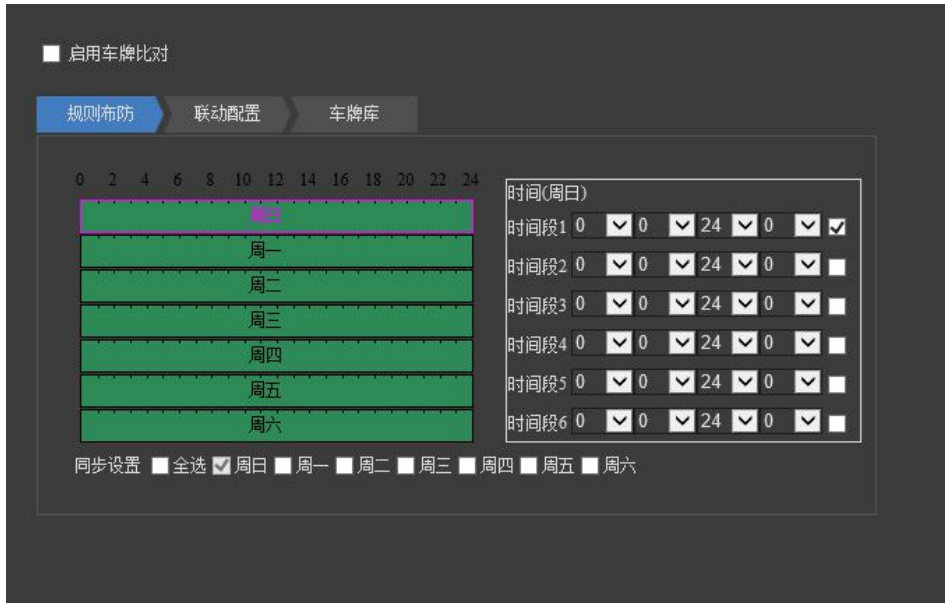 启用车牌比对
规则布防 联动配置 车牌库
0 2 4 6 8 10 12 14 16 18 20 22 24
周日
周一
周二
周三
周四
周五
周六
时间(周日)
时间段1 0 0 24 0
时间段2 0 0 24 0
时间段3 0 0 24 0
时间段4 0 0 24 0
时间段5 0 0 24 0
时间段6 0 0 24 0
同步设置 全选 周日 周一 周二 周三 周四 周五 周六